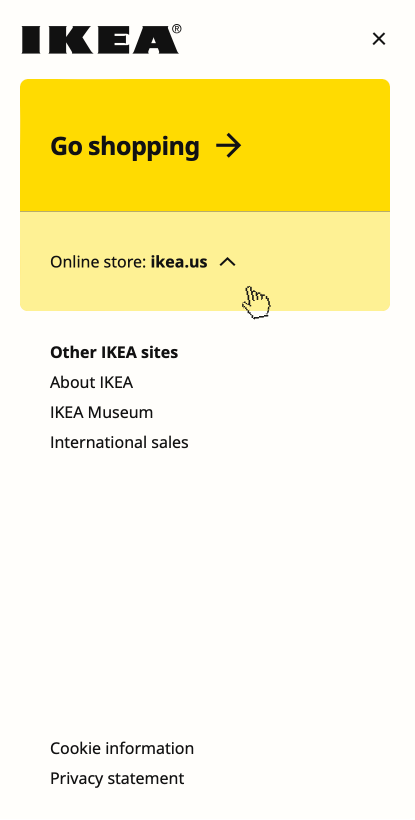 IKEA®
Go shopping
Online store: ikea.us
Other IKEA sites
About IKEA
IKEA Museum
International sales
Cookie information
Privacy statement